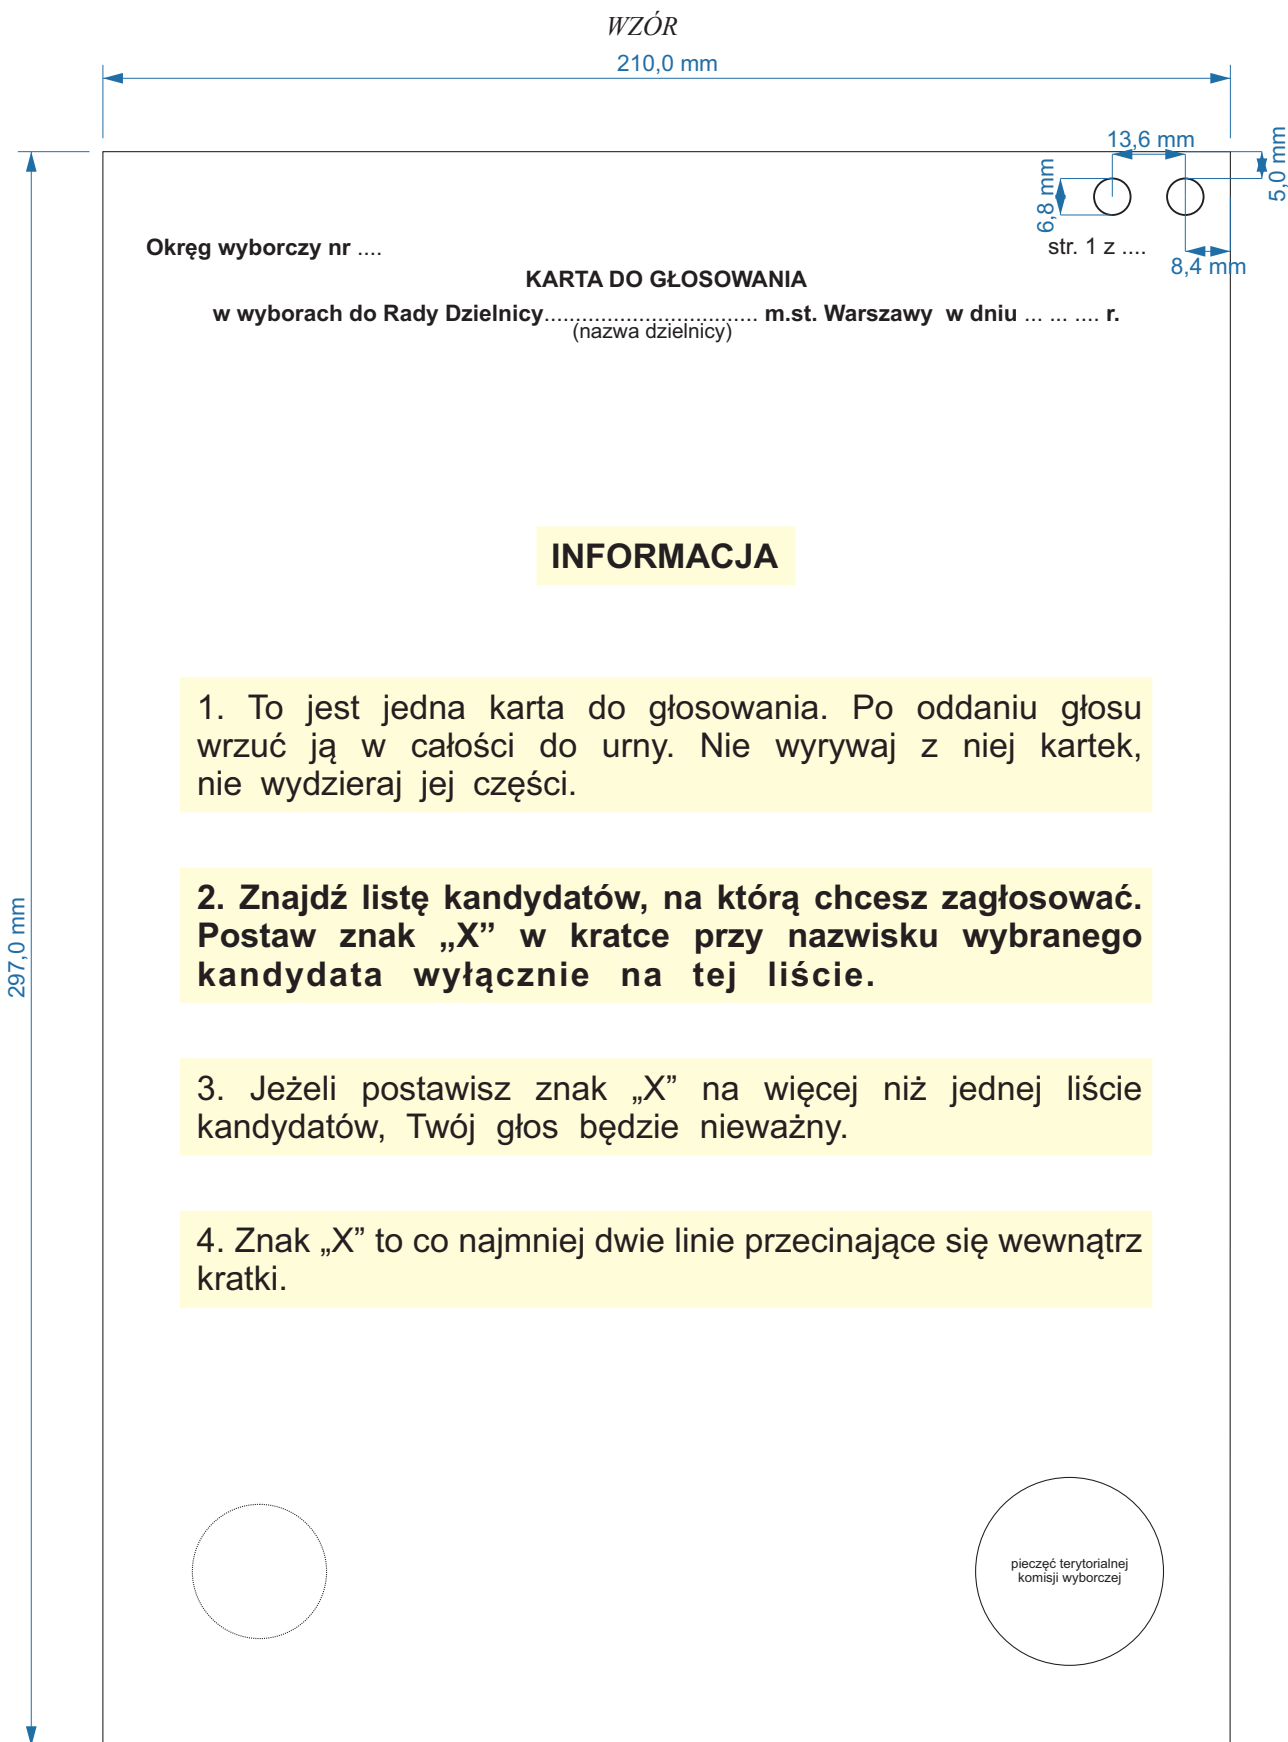 WZÓR
210,0 mm
13,6 mm
5,0 mm
6,8 mm
Okręg wyborczy nr ....
str. 1 z ....
8,4 mm
KARTA DO GŁOSOWANIA
w wyborach do Rady Dzielnicy.................................. m.st. Warszawy w dniu ... ... .... r.
(nazwa dzielnicy)
INFORMACJA
1. To jest jedna karta do głosowania. Po oddaniu głosu
wrzuć ją w całości do urny. Nie wyrywaj z niej kartek,
nie wydzieraj jej części.
2. Znajdź listę kandydatów, na którą chcesz zagłosować.
Postaw znak „X” w kratce przy nazwisku wybranego
kandydata wyłącznie na tej liście.
297,0 mm
3. Jeżeli postawisz znak „X” na więcej niż jednej liście
kandydatów, Twój głos będzie nieważny.
4. Znak „X” to co najmniej dwie linie przecinające się wewnątrz
kratki.
pieczęć terytorialnej
komisji wyborczej